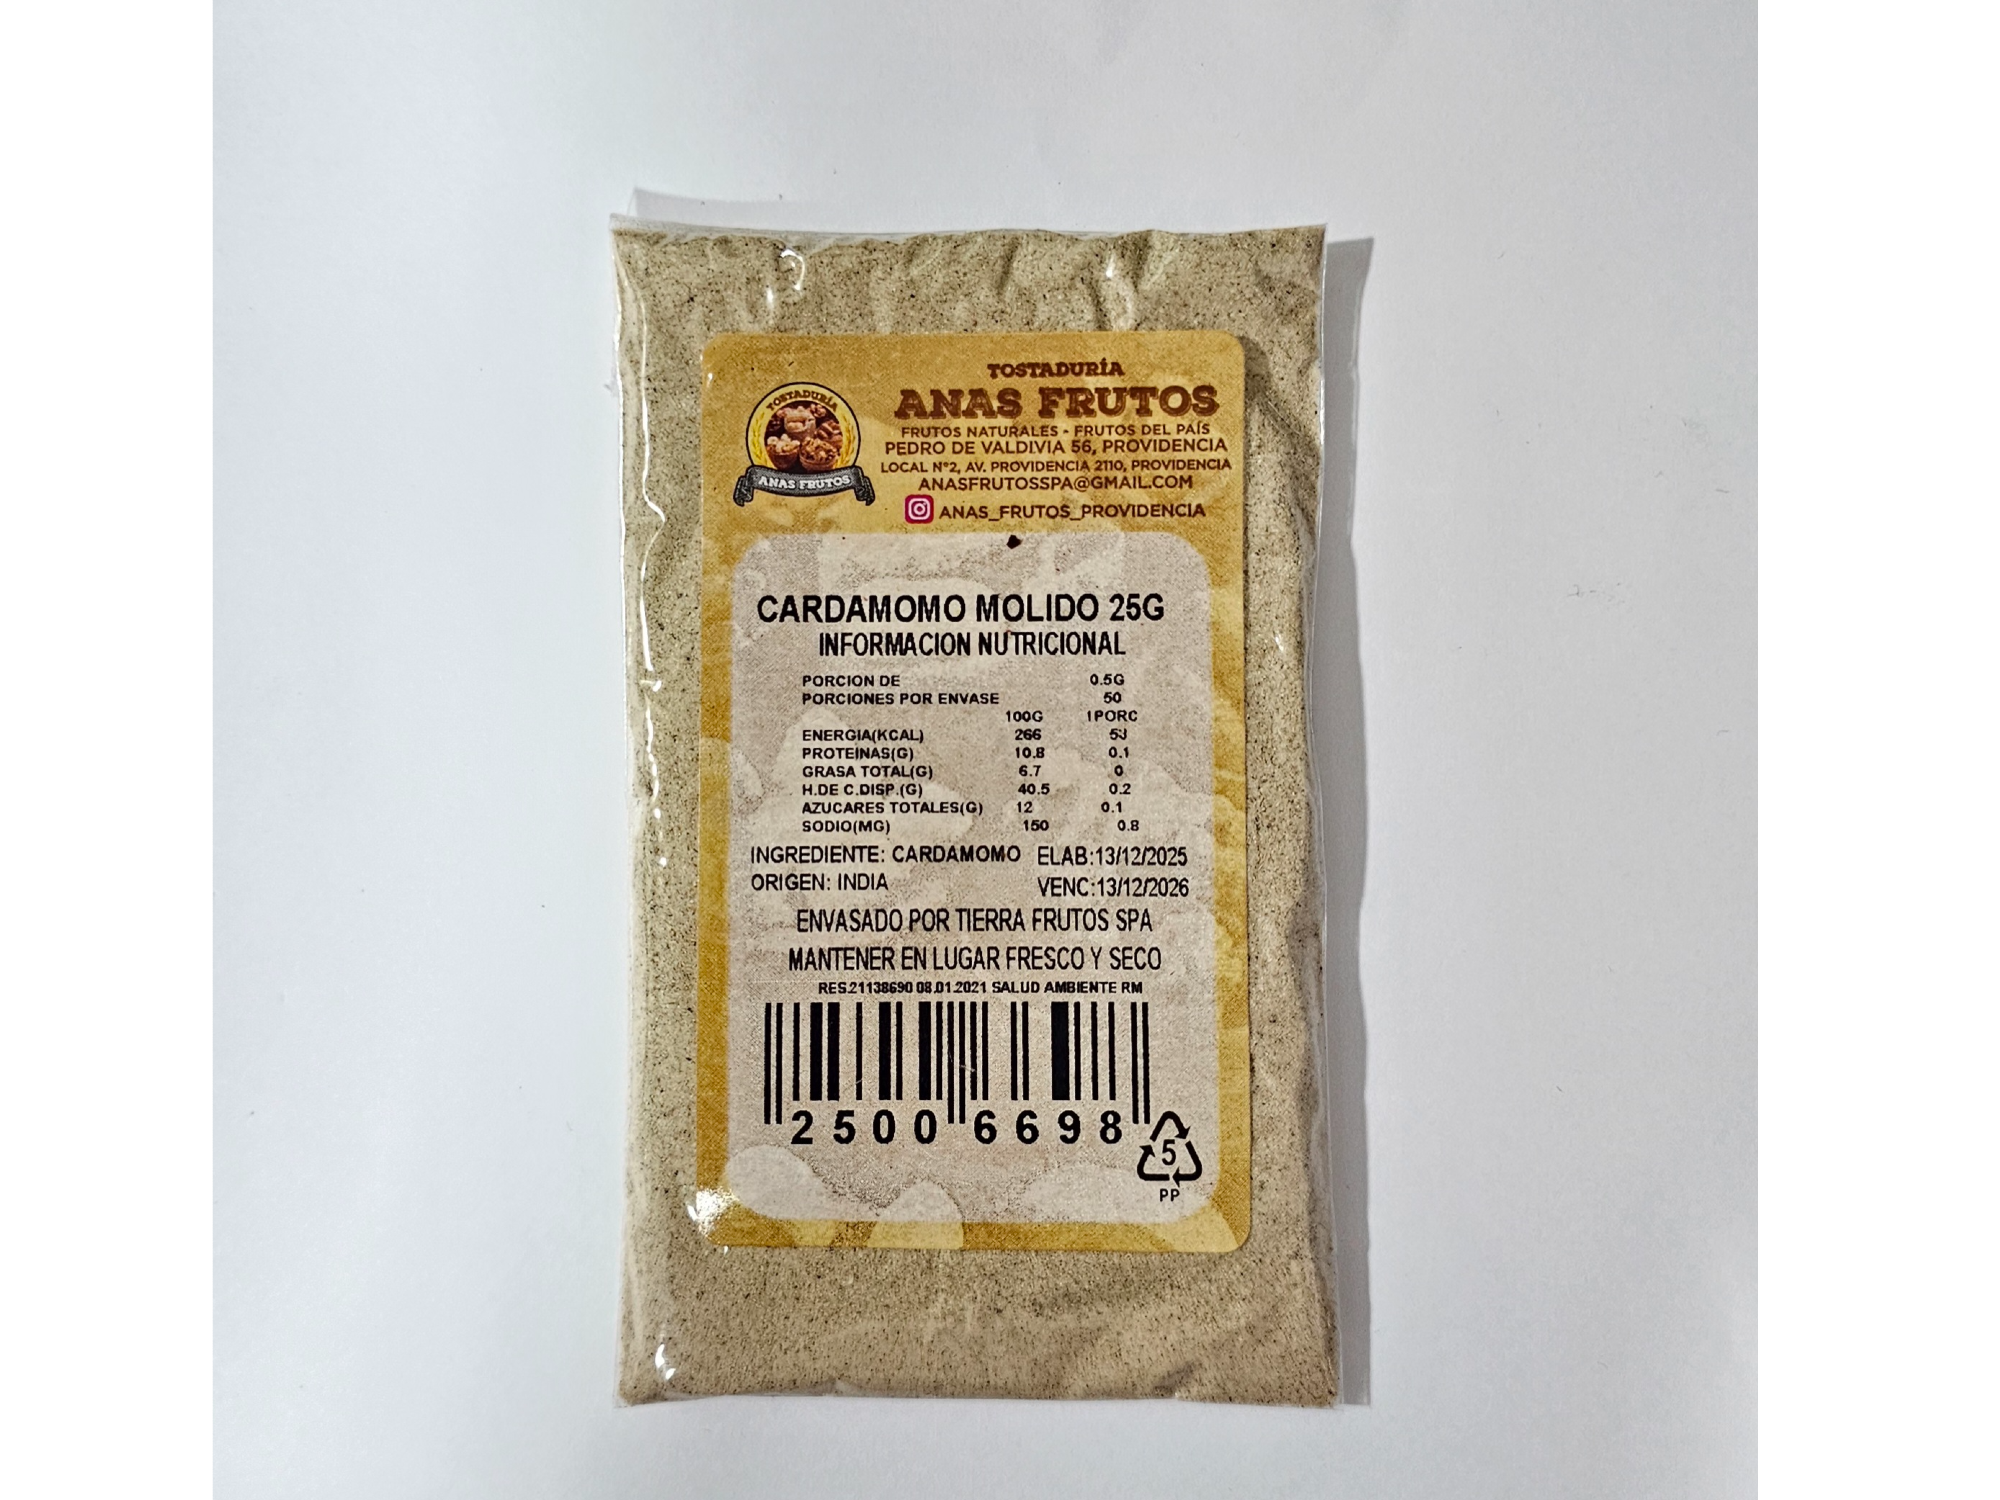 TOSTADURÍA
ANAS FRUTOS
TOSTADURÍA
ANAS FRUTOS
FRUTOS NATURALES - FRUTOS DEL PAÍS
PEDRO DE VALDIVIA 56, PROVIDENCIA
LOCAL N°2, AV. PROVIDENCIA 2110, PROVIDENCIA
ANASFRUTOSSPA@GMAIL.COM
ANAS_FRUTOS_PROVIDENCIA
CARDAMOMO MOLIDO 25G
INFORMACION NUTRICIONAL
PORCION DE 0.5G
PORCIONES POR ENVASE 50
100G 1PORC
ENERGIA(KCAL) 266
PROTEINAS(G) 10.8 0.1
GRASA TOTAL(G) 6.7 0
H.DE C.DISP.(G) 40.5 0.2
AZUCARES TOTALES(G) 12 0.1
SODIO(MG) 150 0.8
INGREDIENTE: CARDAMOMO ELAB:13/12/2025
ORIGEN: INDIA VENC:13/12/2026
ENVASADO POR TIERRA FRUTOS SPA
MANTENER EN LUGAR FRESCO Y SECO
RES.21138690 08.01.2021 SALUD AMBIENTE RM
2500 6698
5
PP